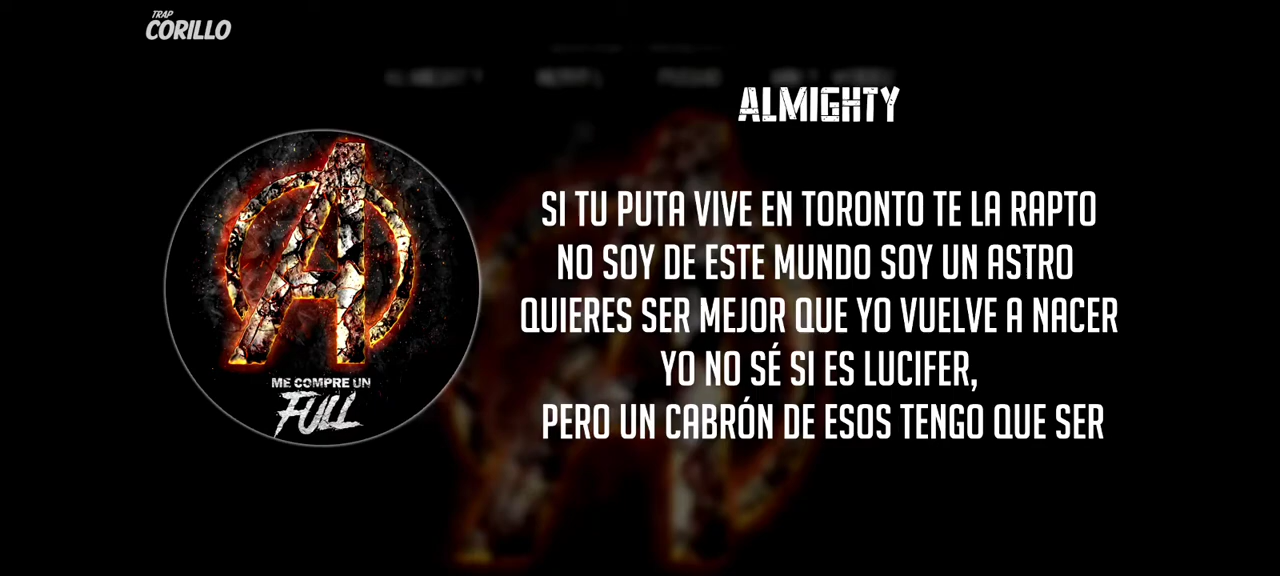 TRAP
CORILLO
ALMIGHTY
SI TU PUTA VIVE EN TORONTO TE LA RAPTO
NO SOY DE ESTE MUNDO SOY UN ASTRO
QUIERES SER MEJOR QUE YO VUELVE A NACER
YO NO SÉ SI ES LUCIFER,
PERO UN CABRÓN DE ESOS TENGO QUE SER
ME COMPRE UN
FULL